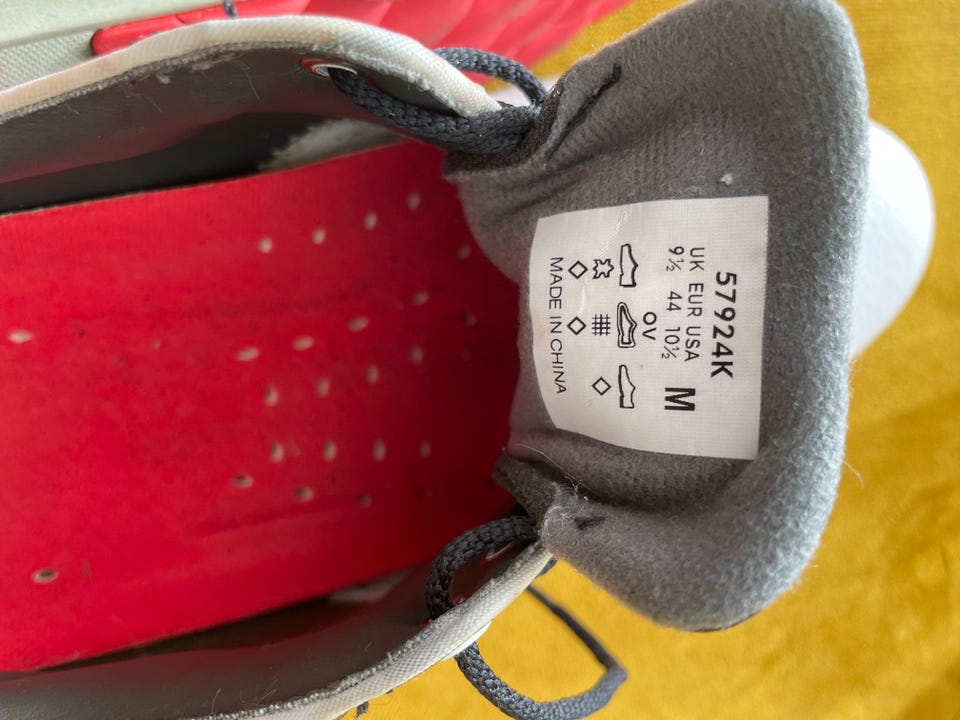 57924K
UK EUR USA M
9½ 44 10½
OV
MADE IN CHINA